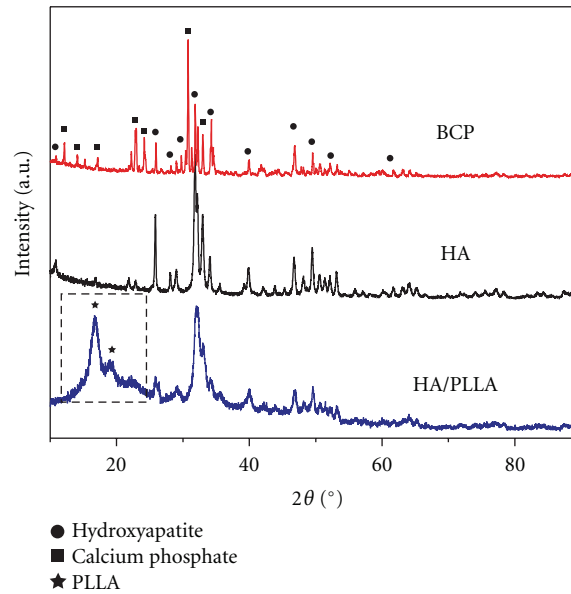 BCP
HA
HA/PLLA
Intensity (a.u.)
20 40 60 80
2θ (°)
● Hydroxyapatite
■ Calcium phosphate
★ PLLA